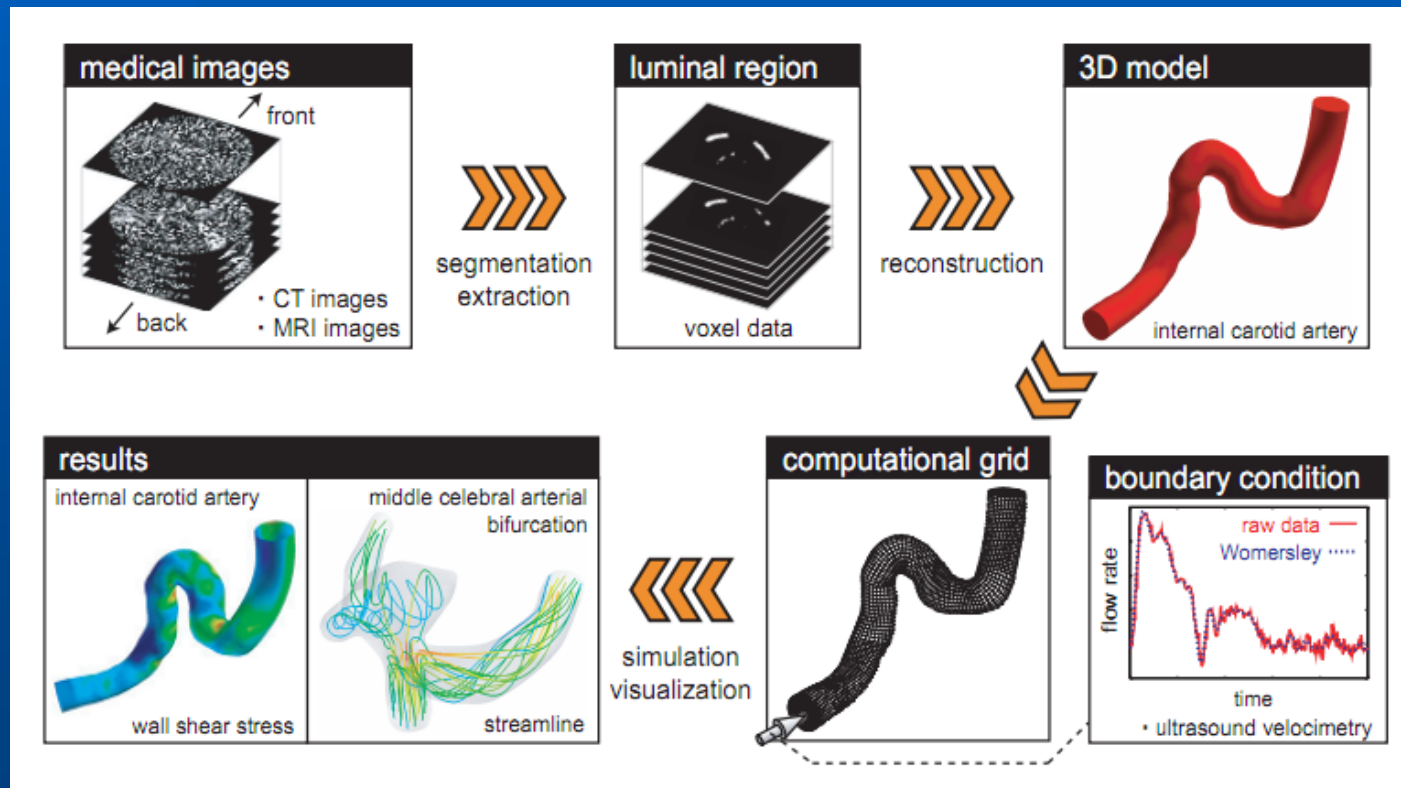 medical images
front
back
・CT images
・MRI images
segmentation
extraction
luminal region
voxel data
reconstruction
3D model
internal carotid artery
results
internal carotid artery
wall shear stress
middle celebral arterial
bifurcation
streamline
simulation
visualization
computational grid
boundary condition
raw data
Womersley
flow rate
time
・ultrasound velocimetry